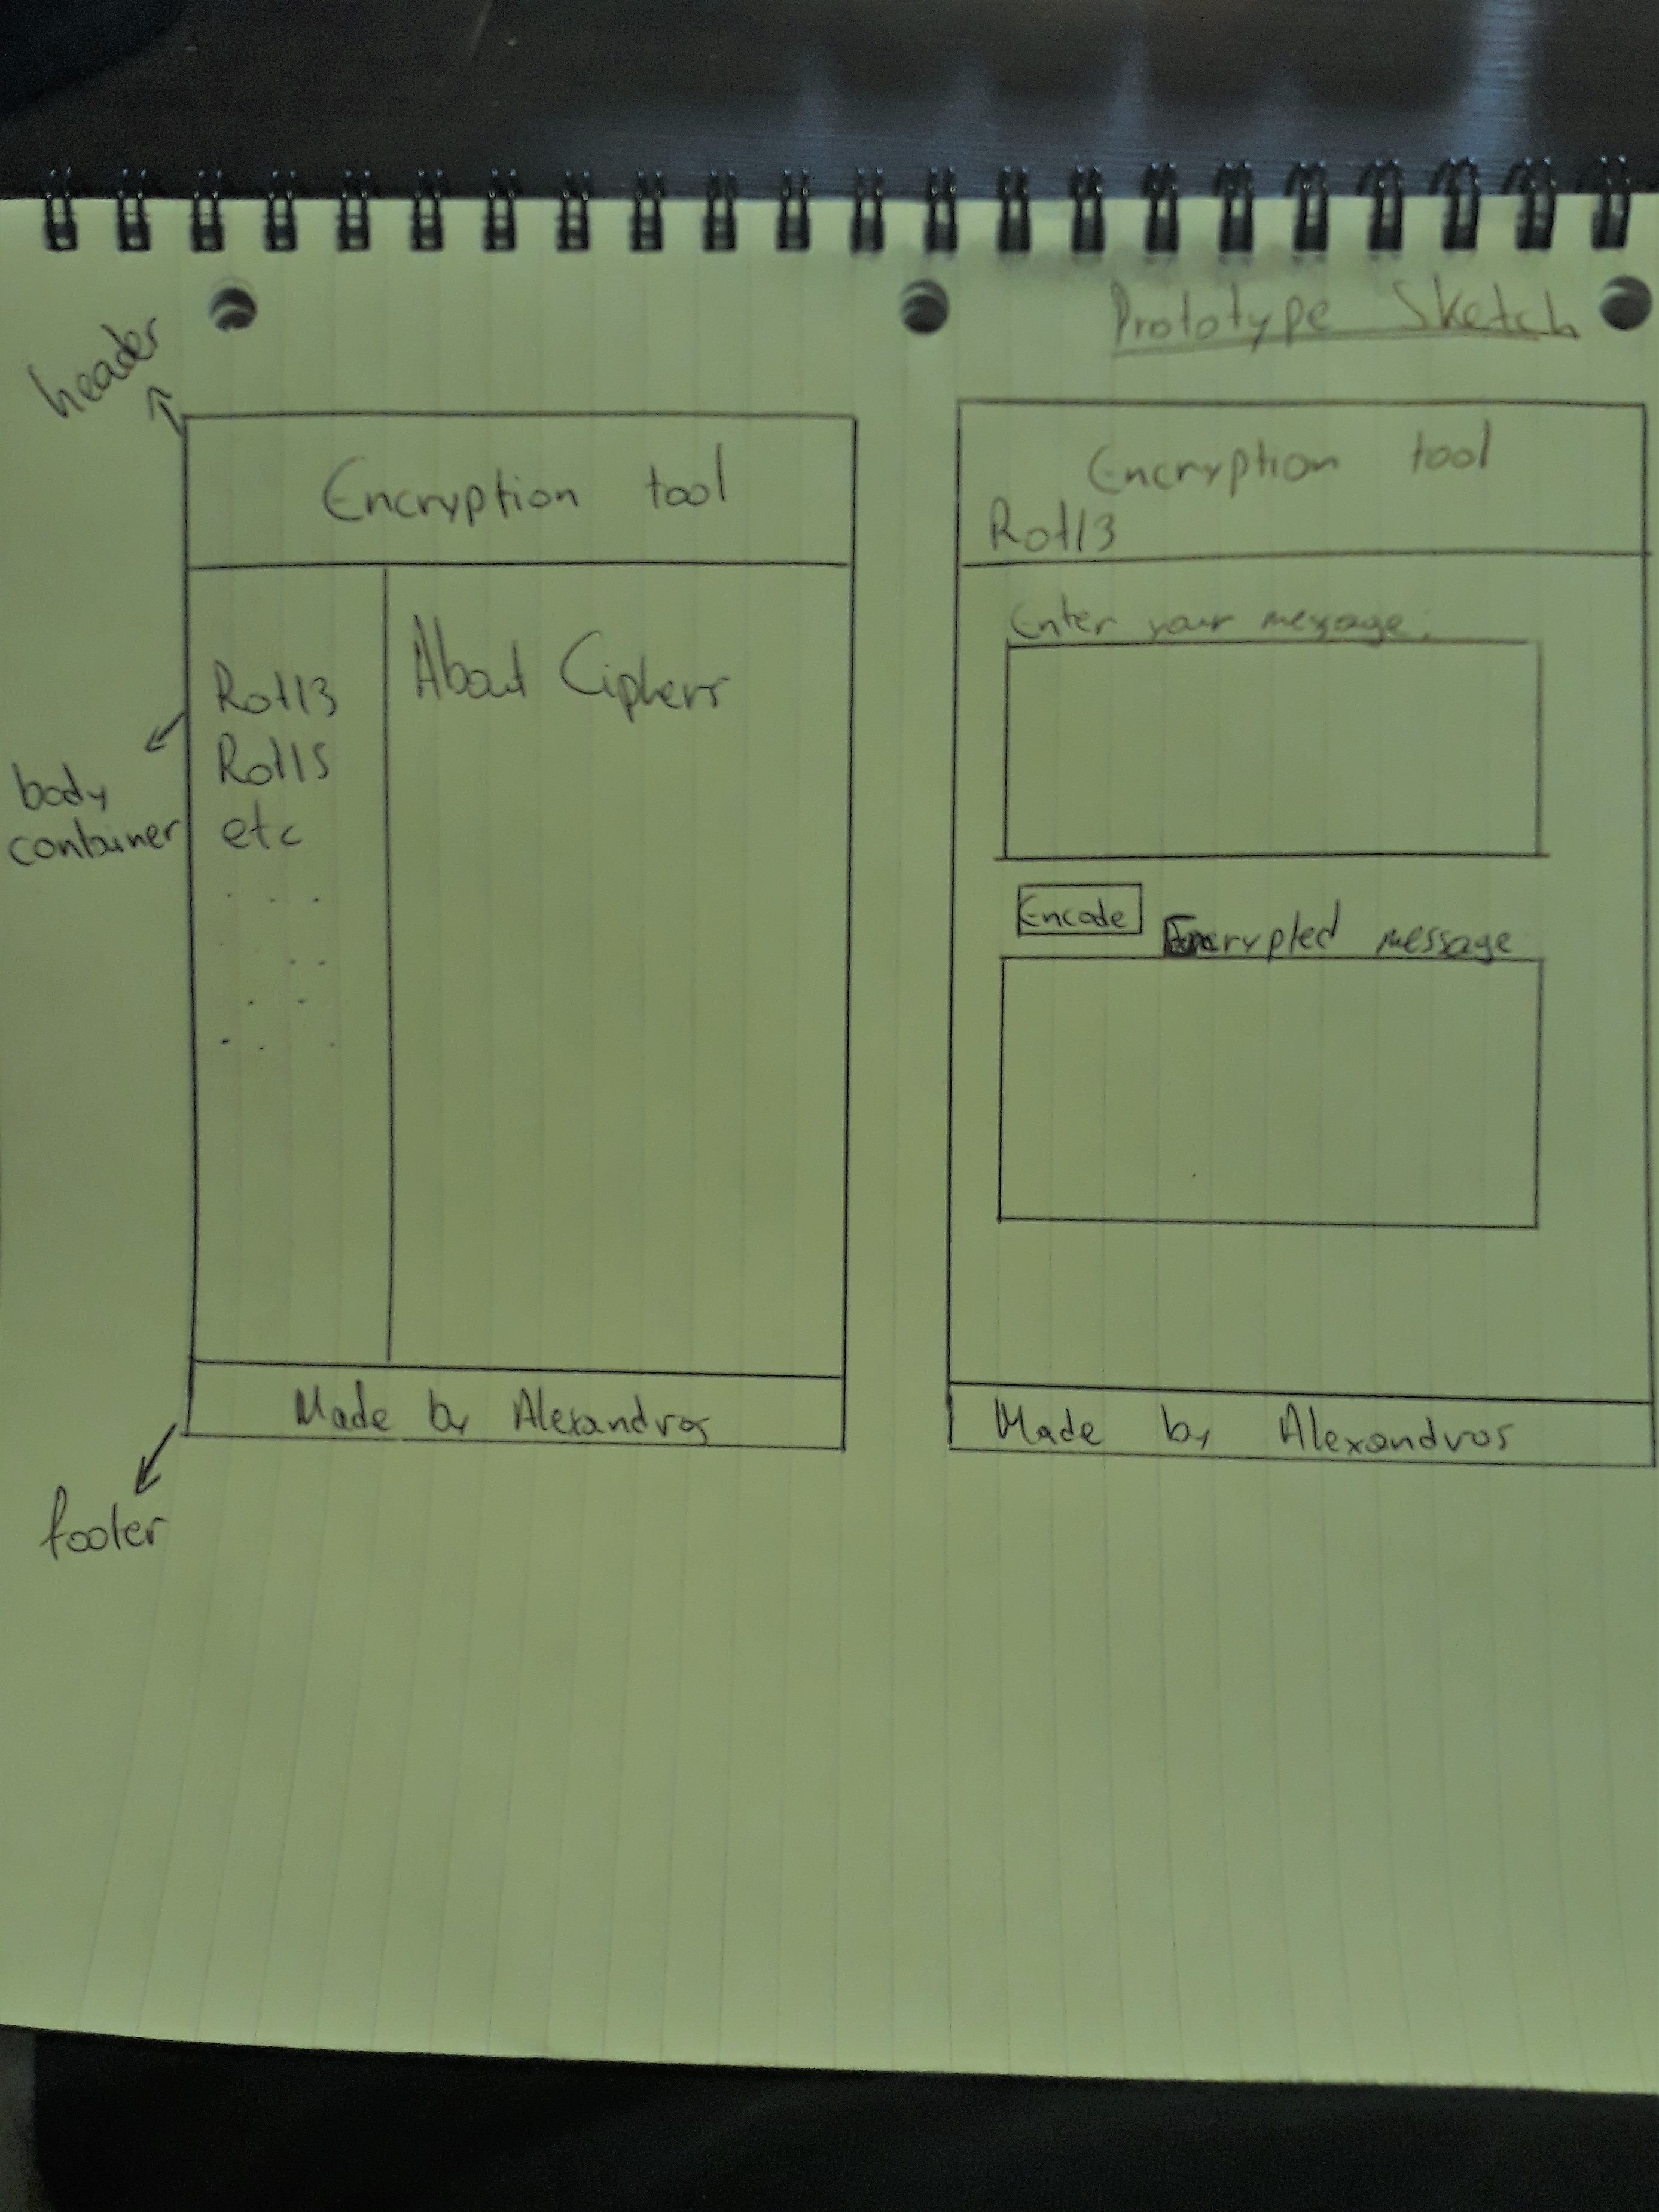 Prototype Sketch
header
Encryption tool
Rot13
Rot15
etc
About Ciphers
body
container
Made by Alexandros
footer
Encryption tool
Rot13
Enter your message:
Encode
Encrypted message
Made by Alexandros